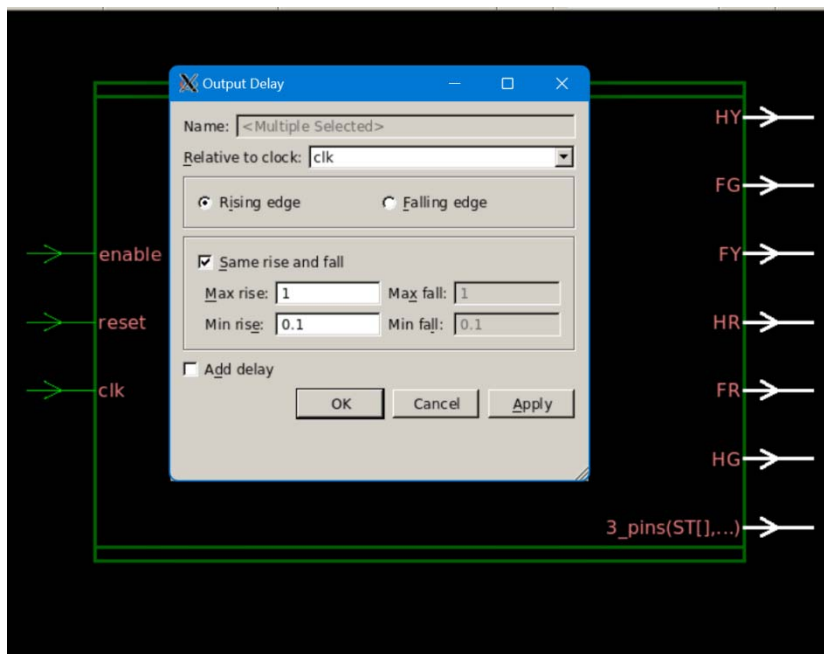 Output Delay
Name: <Multiple Selected>
Relative to clock: clk
Rising edge Falling edge
Same rise and fall
Max rise: 1 Max fall: 1
Min rise: 0.1 Min fall: 0.1
Add delay
OK Cancel Apply
enable
reset
clk
HY
FG
FY
HR
FR
HG
3_pins(ST[],...)